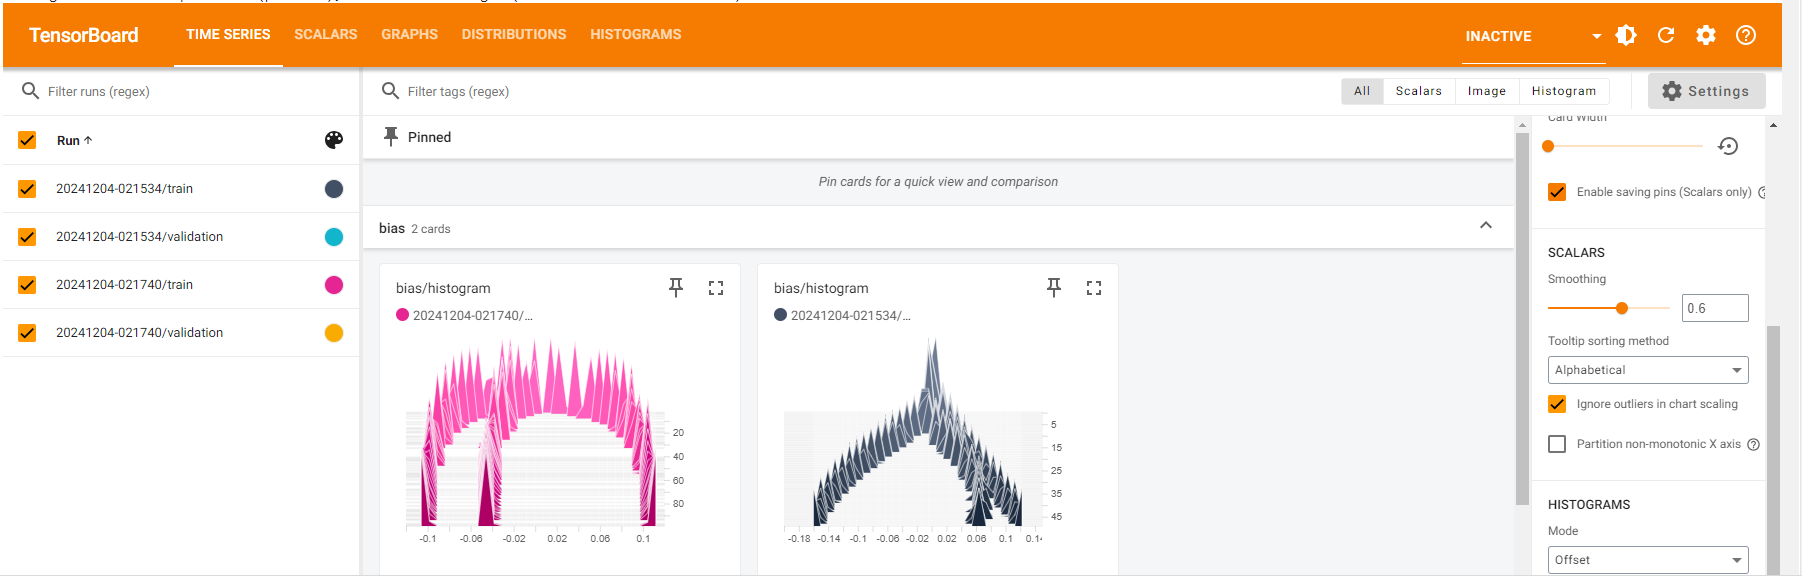 TensorBoard TIME SERIES SCALARS GRAPHS DISTRIBUTIONS HISTOGRAMS INACTIVE
Filter runs (regex)
Filter tags (regex)
All Scalars Image Histogram Settings
Run
20241204-021534/train
20241204-021534/validation
20241204-021740/train
20241204-021740/validation
Pinned
Pin cards for a quick view and comparison
bias 2 cards
bias/histogram
20241204-021740/...
20
40
60
80
-0.1 -0.06 -0.02 0.02 0.06 0.1
bias/histogram
20241204-021534/...
5
15
25
35
45
-0.18 -0.14 -0.1 -0.06 -0.02 0.02 0.06 0.1 0.14
Card Width
Enable saving pins (Scalars only)
SCALARS
Smoothing
0.6
Tooltip sorting method
Alphabetical
Ignore outliers in chart scaling
Partition non-monotonic X axis
HISTOGRAMS
Mode
Offset